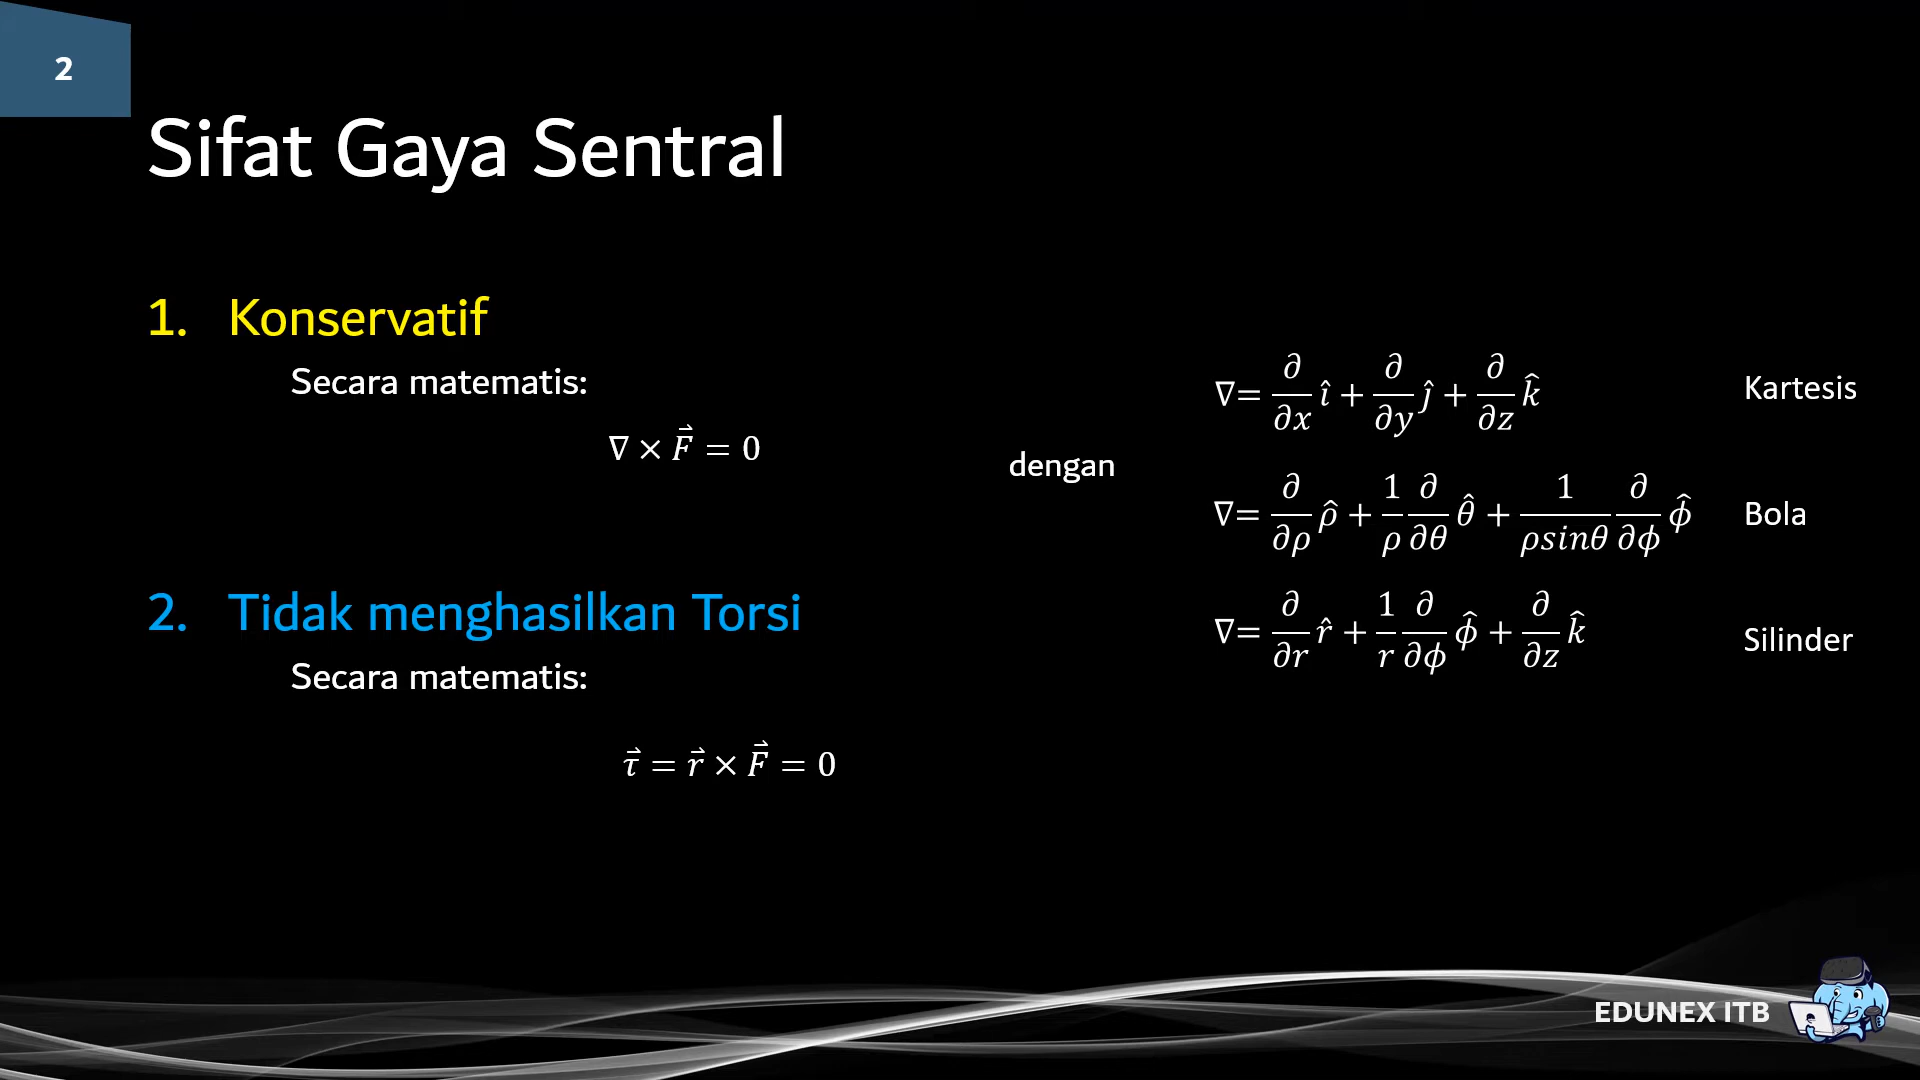 2
Sifat Gaya Sentral
1. Konservatif
Secara matematis:
∇ × F⃗ = 0
dengan
∇= ∂/∂x î + ∂/∂y ĵ + ∂/∂z k̂ Kartesis
∇= ∂/∂ρ ρ̂ + 1/ρ ∂/∂θ θ̂ + 1/ρsinθ ∂/∂ϕ ϕ̂ Bola
∇= ∂/∂r r̂ + 1/r ∂/∂ϕ ϕ̂ + ∂/∂z k̂ Silinder
2. Tidak menghasilkan Torsi
Secara matematis:
τ⃗ = r⃗ × F⃗ = 0
EDUNEX ITB